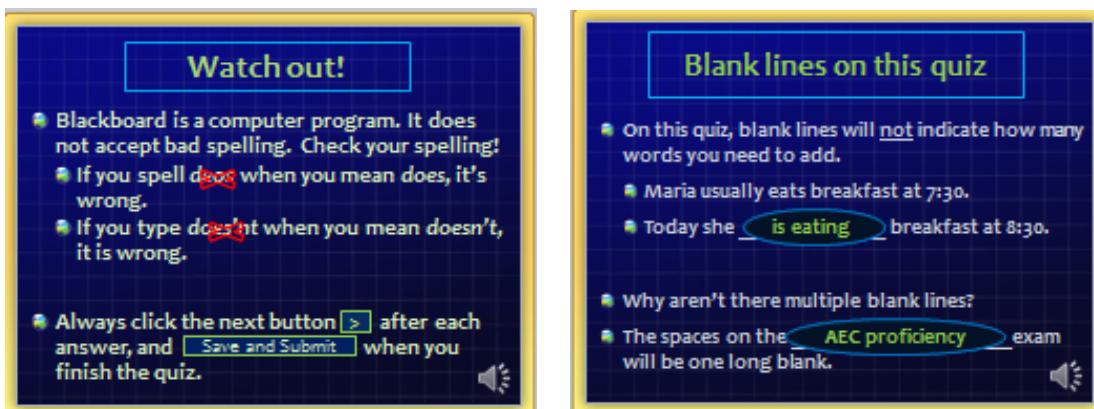 Watch out!
Blackboard is a computer program. It does
not accept bad spelling. Check your spelling!
If you spell when you mean does, it's
wrong.
If you type does'nt when you mean doesn't,
it is wrong.
Always click the next button > after each
answer, and Save and Submit when you
finish the quiz.
Blank lines on this quiz
On this quiz, blank lines will not indicate how many
words you need to add.
Maria usually eats breakfast at 7:30.
Today she is eating breakfast at 8:30.
Why aren't there multiple blank lines?
The spaces on the AEC proficiency exam
will be one long blank.